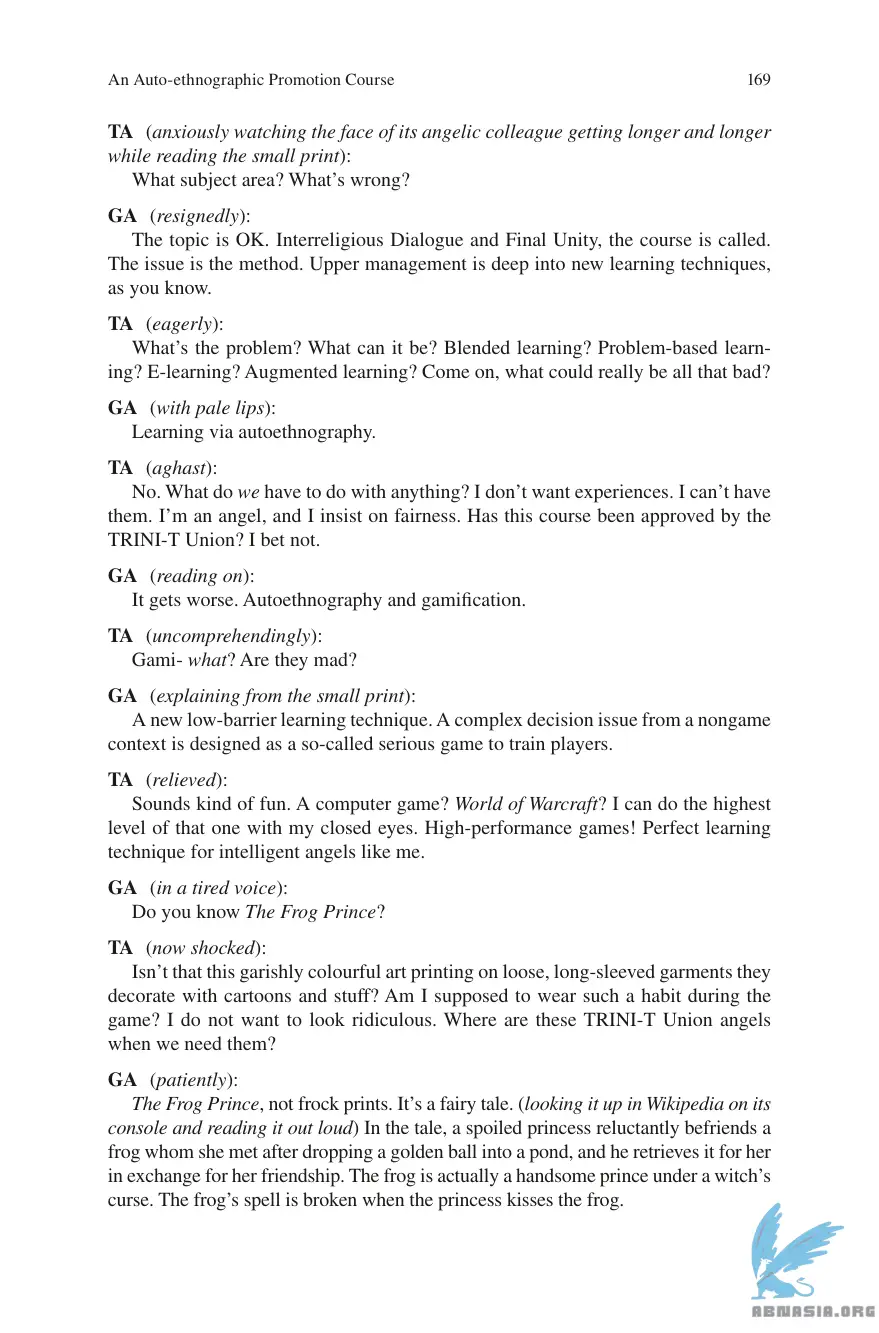 An Auto-ethnographic Promotion Course 169
TA (anxiously watching the face of its angelic colleague getting longer and longer
while reading the small print):
What subject area? What’s wrong?
GA (resignedly):
The topic is OK. Interreligious Dialogue and Final Unity, the course is called.
The issue is the method. Upper management is deep into new learning techniques,
as you know.
TA (eagerly):
What’s the problem? What can it be? Blended learning? Problem-based learn-
ing? E-learning? Augmented learning? Come on, what could really be all that bad?
GA (with pale lips):
Learning via autoethnography.
TA (aghast):
No. What do we have to do with anything? I don’t want experiences. I can’t have
them. I’m an angel, and I insist on fairness. Has this course been approved by the
TRINI-T Union? I bet not.
GA (reading on):
It gets worse. Autoethnography and gamification.
TA (uncomprehendingly):
Gami- what? Are they mad?
GA (explaining from the small print):
A new low-barrier learning technique. A complex decision issue from a nongame
context is designed as a so-called serious game to train players.
TA (relieved):
Sounds kind of fun. A computer game? World of Warcraft? I can do the highest
level of that one with my closed eyes. High-performance games! Perfect learning
technique for intelligent angels like me.
GA (in a tired voice):
Do you know The Frog Prince?
TA (now shocked):
Isn’t that this garishly colourful art printing on loose, long-sleeved garments they
decorate with cartoons and stuff? Am I supposed to wear such a habit during the
game? I do not want to look ridiculous. Where are these TRINI-T Union angels
when we need them?
GA (patiently):
The Frog Prince, not frock prints. It’s a fairy tale. (looking it up in Wikipedia on its
console and reading it out loud) In the tale, a spoiled princess reluctantly befriends a
frog whom she met after dropping a golden ball into a pond, and he retrieves it for her
in exchange for her friendship. The frog is actually a handsome prince under a witch’s
curse. The frog’s spell is broken when the princess kisses the frog.
ABNASIA.ORG